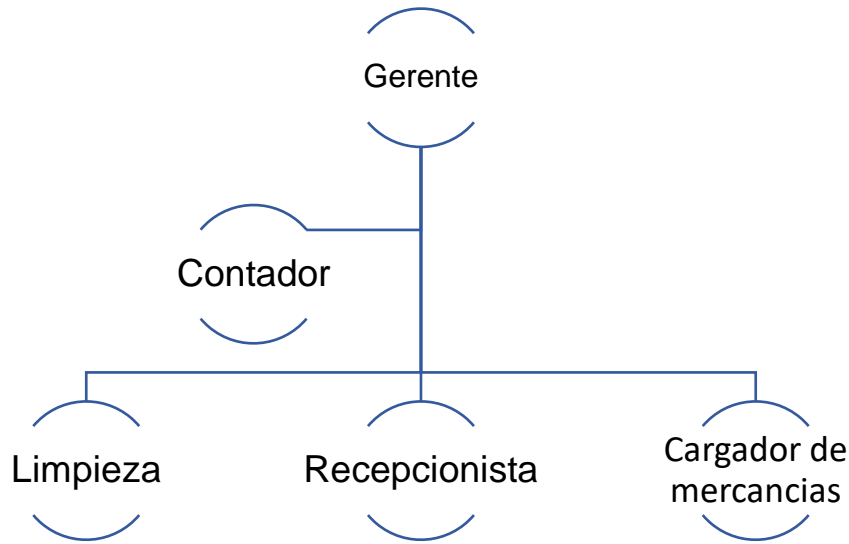 Gerente
Contador
Limpieza
Recepcionista
Cargador de
mercancias